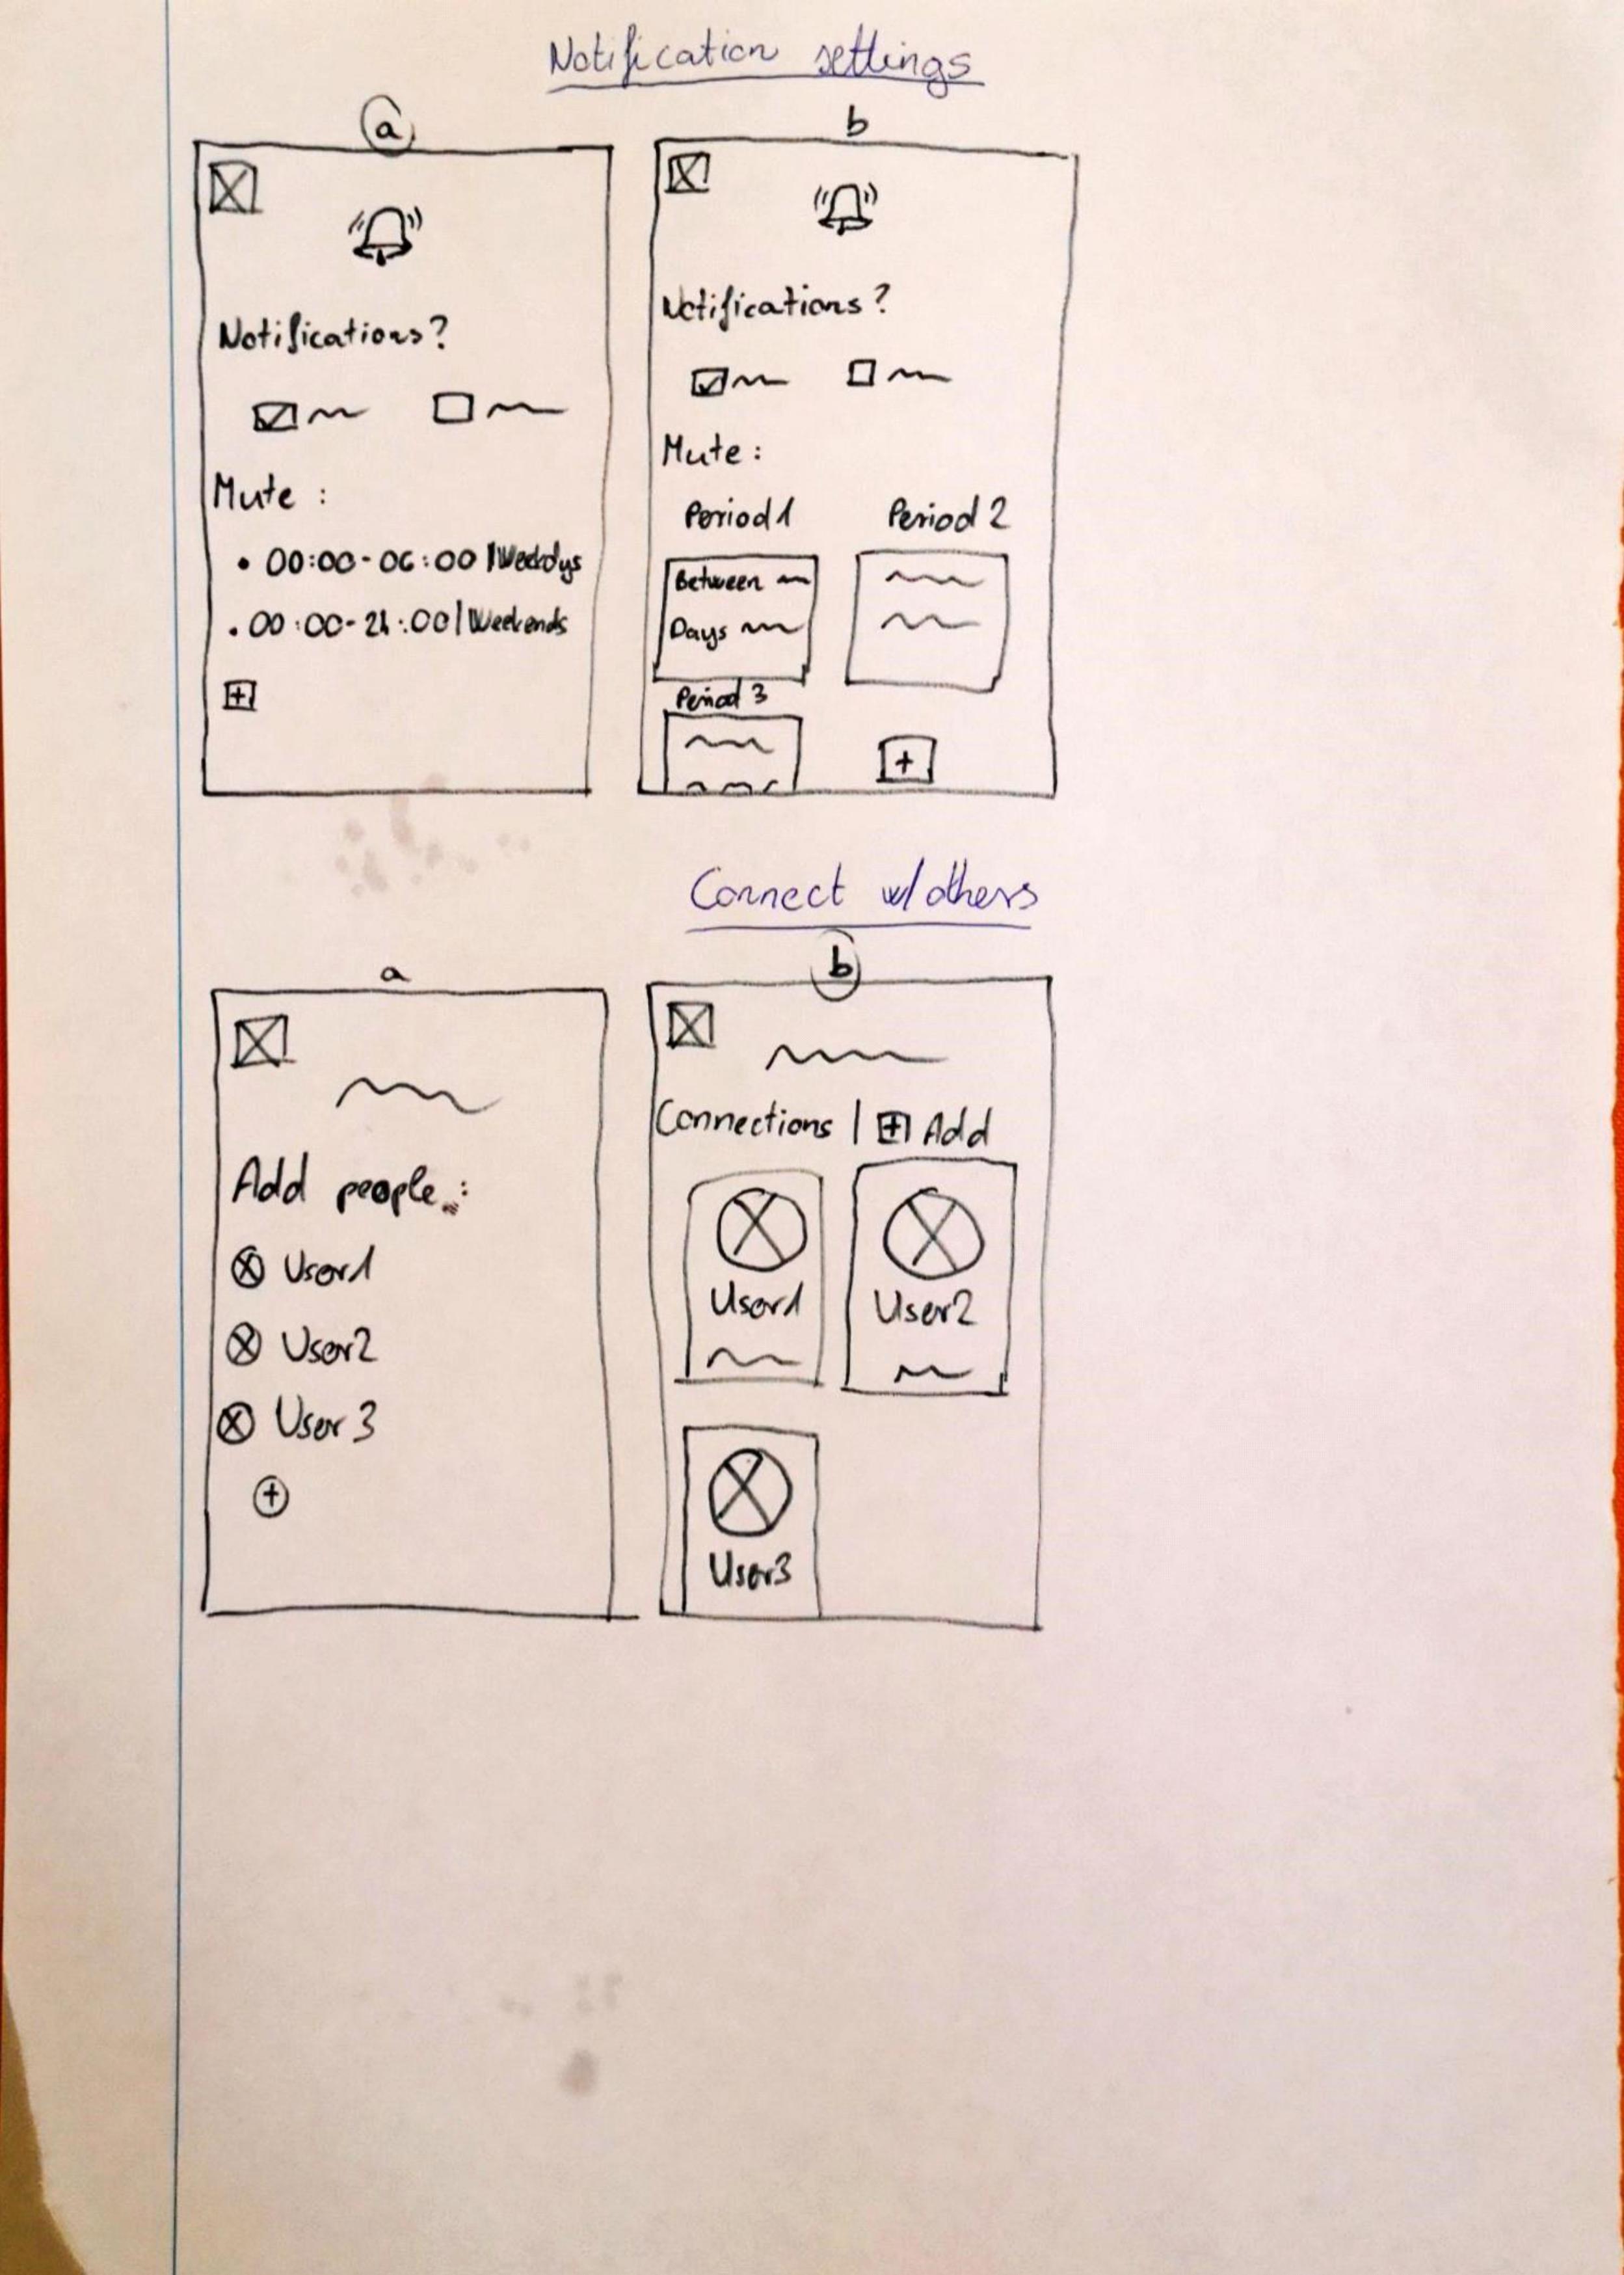 Notification settings
a
Notifications?
Mute :
• 00:00-06:00 | Weekdys
• 00:00-24:00 | Weekends
+
b
Notifications?
Mute :
Period 1
Period 2
Between
Days
Period 3
+
Connect w/others
a
Add people :
User1
User2
User 3
+
b
Connections | + Add
User1
User2
User3